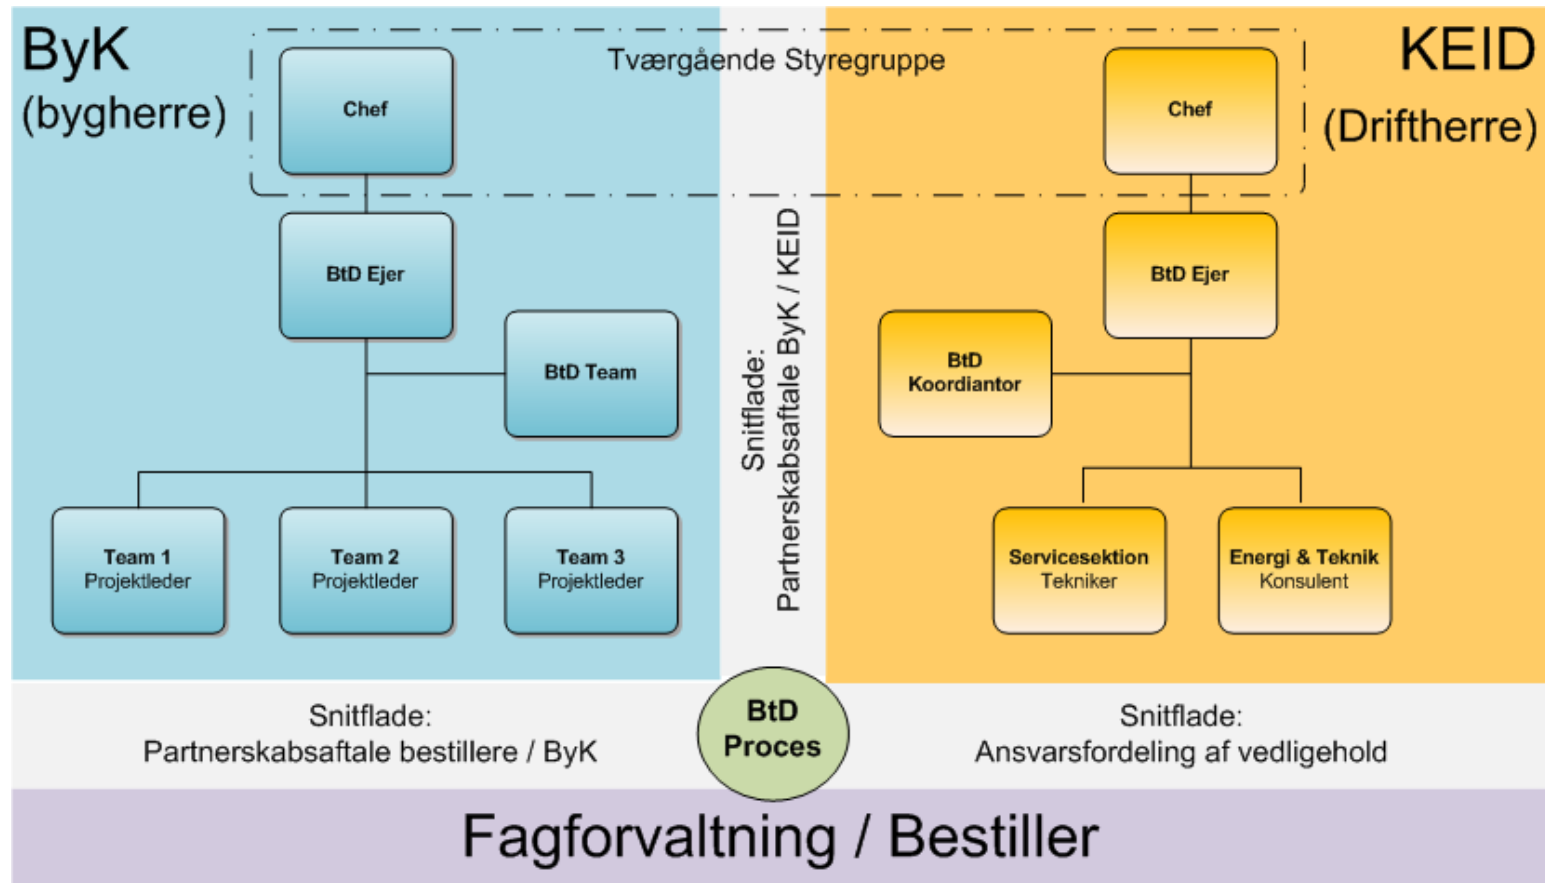 ByK
(bygherre)
Tværgående Styregruppe
KEID
(Driftherre)
Chef
Chef
BtD Ejer
BtD Ejer
BtD Team
BtD
Koordiantor
Snitflade:
Partnerskabsaftale ByK / KEID
Team 1
Projektleder
Team 2
Projektleder
Team 3
Projektleder
Servicesektion
Tekniker
Energi & Teknik
Konsulent
Snitflade:
Partnerskabsaftale bestillere / ByK
BtD
Proces
Snitflade:
Ansvarsfordeling af vedligehold
Fagforvaltning / Bestiller